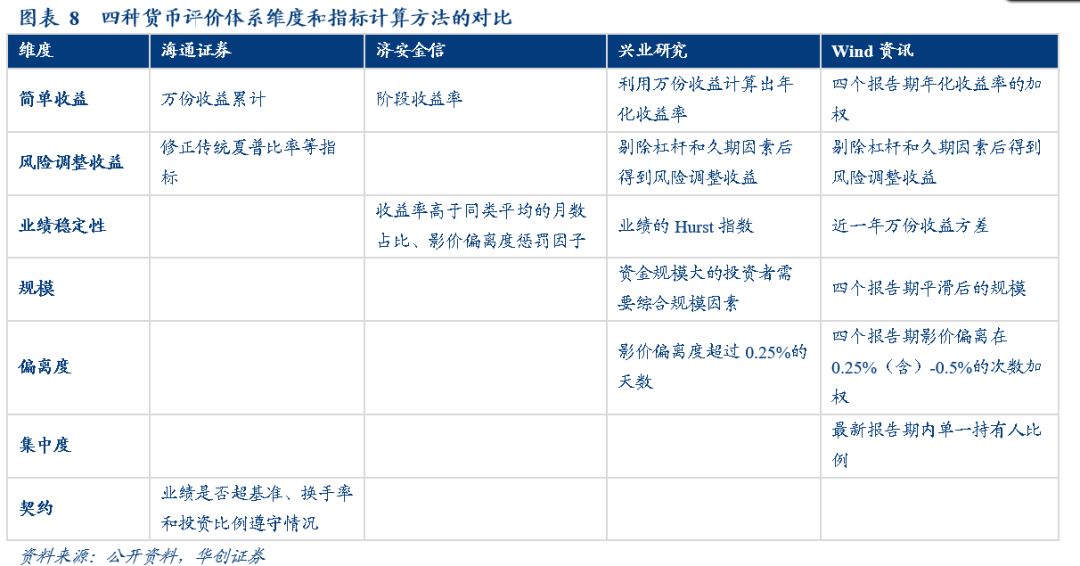 图表 8 四种货币评价体系维度和指标计算方法的对比
维度 海通证券 济安金信 兴业研究 Wind 资讯
简单收益 万份收益累计 阶段收益率 利用万份收益计算出年 四个报告期年化收益率的加
化收益率 权
风险调整收益 修正传统夏普比率等指 剔除杠杆和久期因素后 剔除杠杆和久期因素后得到
标 得到风险调整收益 风险调整收益
业绩稳定性 收益率高于同类平均的月数 业绩的 Hurst 指数 近一年万份收益方差
占比、影价偏离度惩罚因子
规模 资金规模大的投资者需 四个报告期平滑后的规模
要综合规模因素
偏离度 影价偏离度超过 0.25%的 四个报告期影价偏离在
天数 0.25%（含）-0.5%的次数加
权
集中度 最新报告期内单一持有人比
例
契约 业绩是否超基准、换手率
和投资比例遵守情况
资料来源：公开资料，华创证券